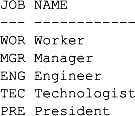 JOB NAME
--- ------------
WOR Worker
MGR Manager
ENG Engineer
TEC Technologist
PRE President